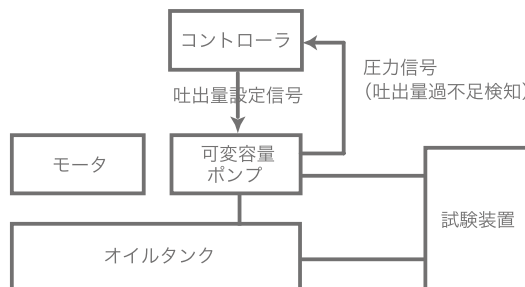 コントローラ
圧力信号
（吐出量過不足検知）
吐出量設定信号
モータ
可変容量
ポンプ
試験装置
オイルタンク